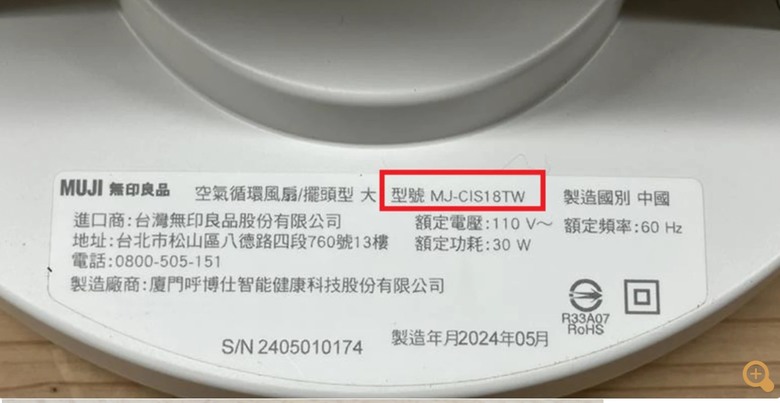 MUJI 無印良品 空氣循環風扇/擺頭型 大 型號 MJ-CIS18TW 製造國別 中國
進口商:台灣無印良品股份有限公司 額定電壓:110 V～ 額定頻率:60 Hz
地址:台北市松山區八德路四段760號13樓 額定功耗:30 W
電話:0800-505-151
製造廠商:廈門呼博仕智能健康科技股份有限公司
R33A07
RoHS
S/N 2405010174 製造年月2024年05月